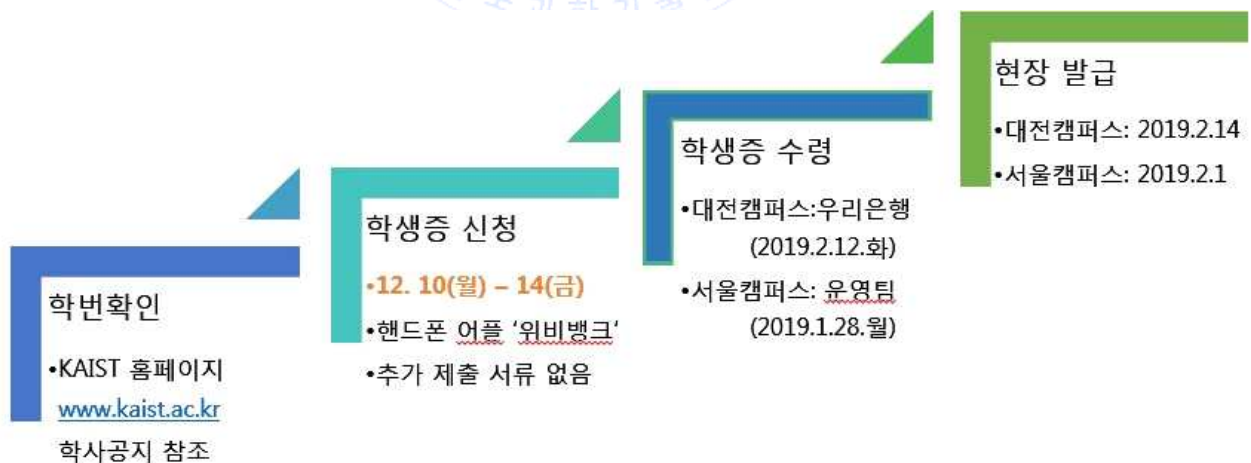 학번확인
•KAIST 홈페이지
www.kaist.ac.kr
학사공지 참조
학생증 신청
•12. 10(월) – 14(금)
•핸드폰 어플 ‘위비뱅크’
•추가 제출 서류 없음
학생증 수령
•대전캠퍼스:우리은행
(2019.2.12.화)
•서울캠퍼스: 운영팀
(2019.1.28.월)
현장 발급
•대전캠퍼스: 2019.2.14
•서울캠퍼스: 2019.2.1